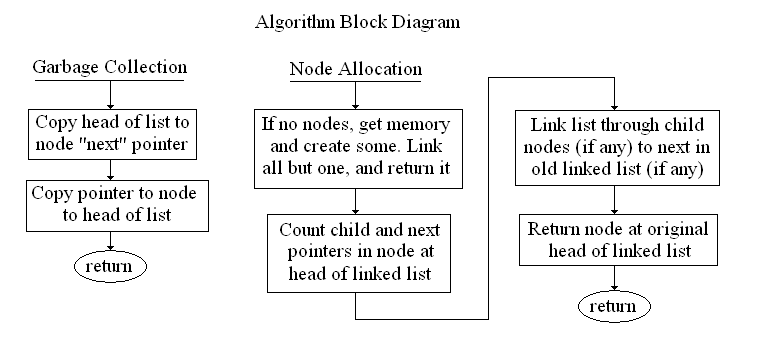 Algorithm Block Diagram
Garbage Collection
Copy head of list to
node "next" pointer
Copy pointer to node
to head of list
return
Node Allocation
If no nodes, get memory
and create some. Link
all but one, and return it
Count child and next
pointers in node at
head of linked list
Link list through child
nodes (if any) to next in
old linked list (if any)
Return node at original
head of linked list
return